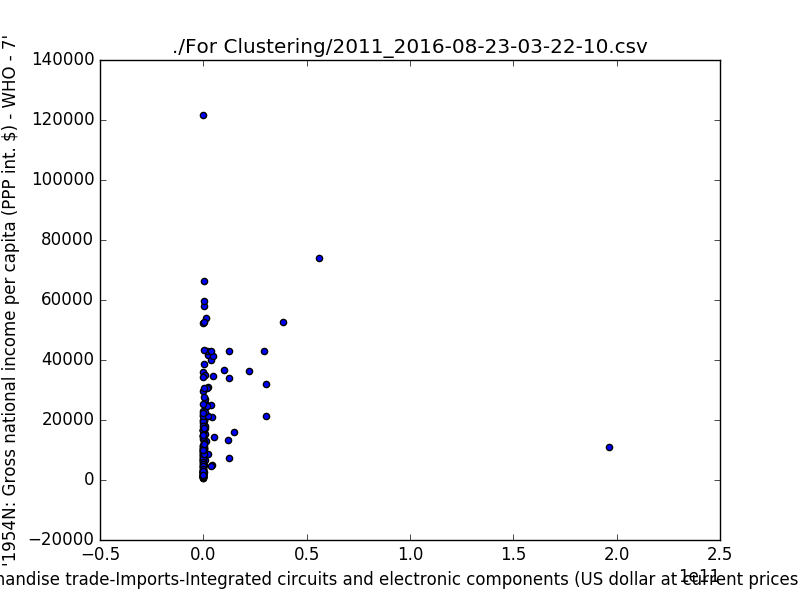 ./For Clustering/2011_2016-08-23-03-22-10.csv
'1954N: Gross national income per capita (PPP int. $) - WHO - 7'
140000
120000
100000
80000
60000
40000
20000
0
−20000
−0.5 0.0 0.5 1.0 1.5 2.0 2.5
1e11
handise trade-Imports-Integrated circuits and electronic components (US dollar at current prices